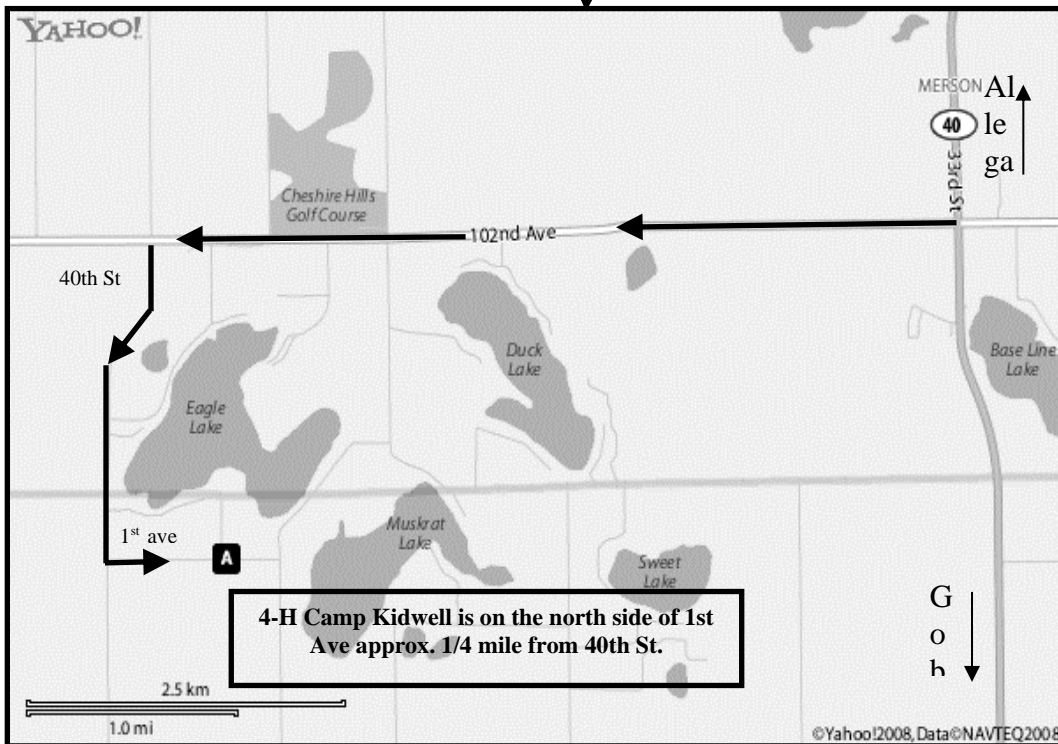 YAHOO!
MERSON
Al
le
ga
40
33rd St
Cheshire Hills
Golf Course
102nd Ave
40th St
Duck
Lake
Base Line
Lake
Eagle
Lake
1st ave
A
Muskrat
Lake
Sweet
Lake
4-H Camp Kidwell is on the north side of 1st
Ave approx. 1/4 mile from 40th St.
G
o
b
2.5 km
1.0 mi
©Yahoo!2008, Data©NAVTEQ2008